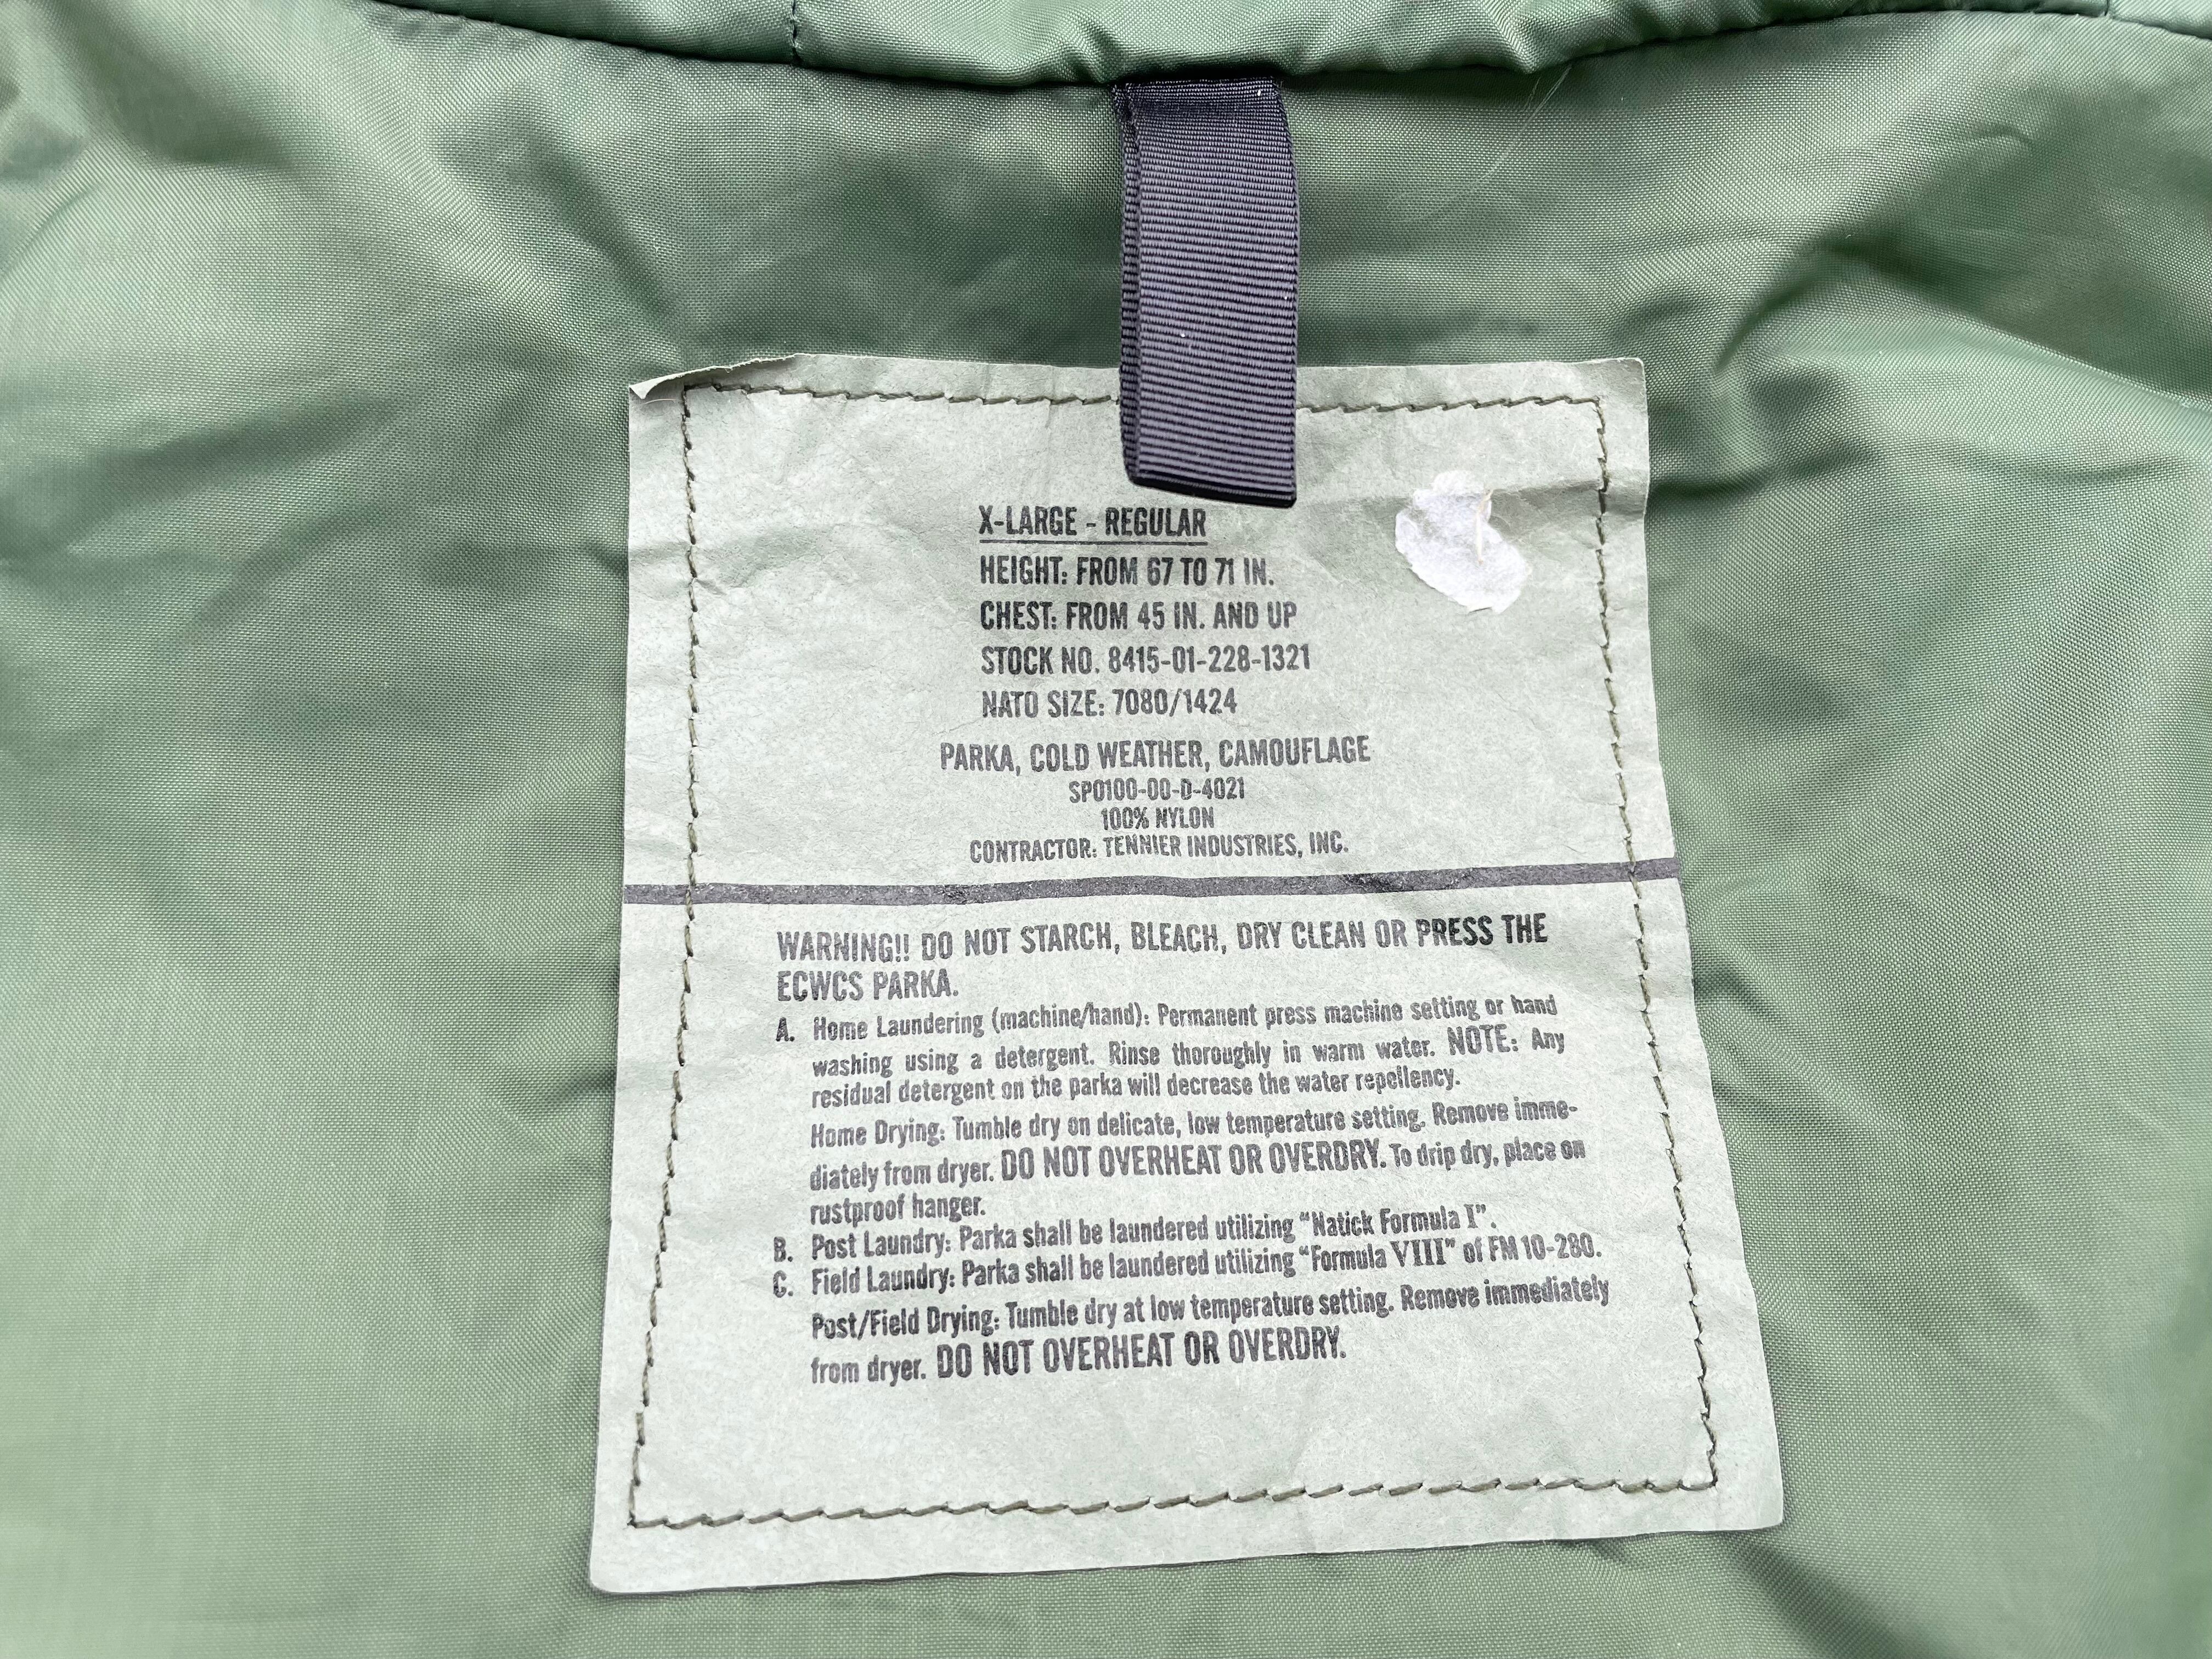 X-LARGE - REGULAR
HEIGHT: FROM 67 TO 71 IN.
CHEST: FROM 45 IN. AND UP
STOCK NO. 8415-01-228-1321
NATO SIZE: 7080/1424
PARKA, COLD WEATHER, CAMOUFLAGE
SPO100-00-D-4021
100% NYLON
CONTRACTOR: TENNIER INDUSTRIES, INC.
WARNING!! DO NOT STARCH, BLEACH, DRY CLEAN OR PRESS THE
ECWCS PARKA.
A. Home Laundering (machine/hand): Permanent press machine setting or hand
washing using a detergent. Rinse thoroughly in warm water. NOTE: Any
residual detergent on the parka will decrease the water repellency.
Home Drying: Tumble dry on delicate, low temperature setting. Remove imme-
diately from dryer. DO NOT OVERHEAT OR OVERDRY. To drip dry, place on
rustproof hanger.
B. Post Laundry: Parka shall be laundered utilizing "Natick Formula I".
C. Field Laundry: Parka shall be laundered utilizing "Formula VIII" of FM 10-280.
Post/Field Drying: Tumble dry at low temperature setting. Remove immediately
from dryer. DO NOT OVERHEAT OR OVERDRY.